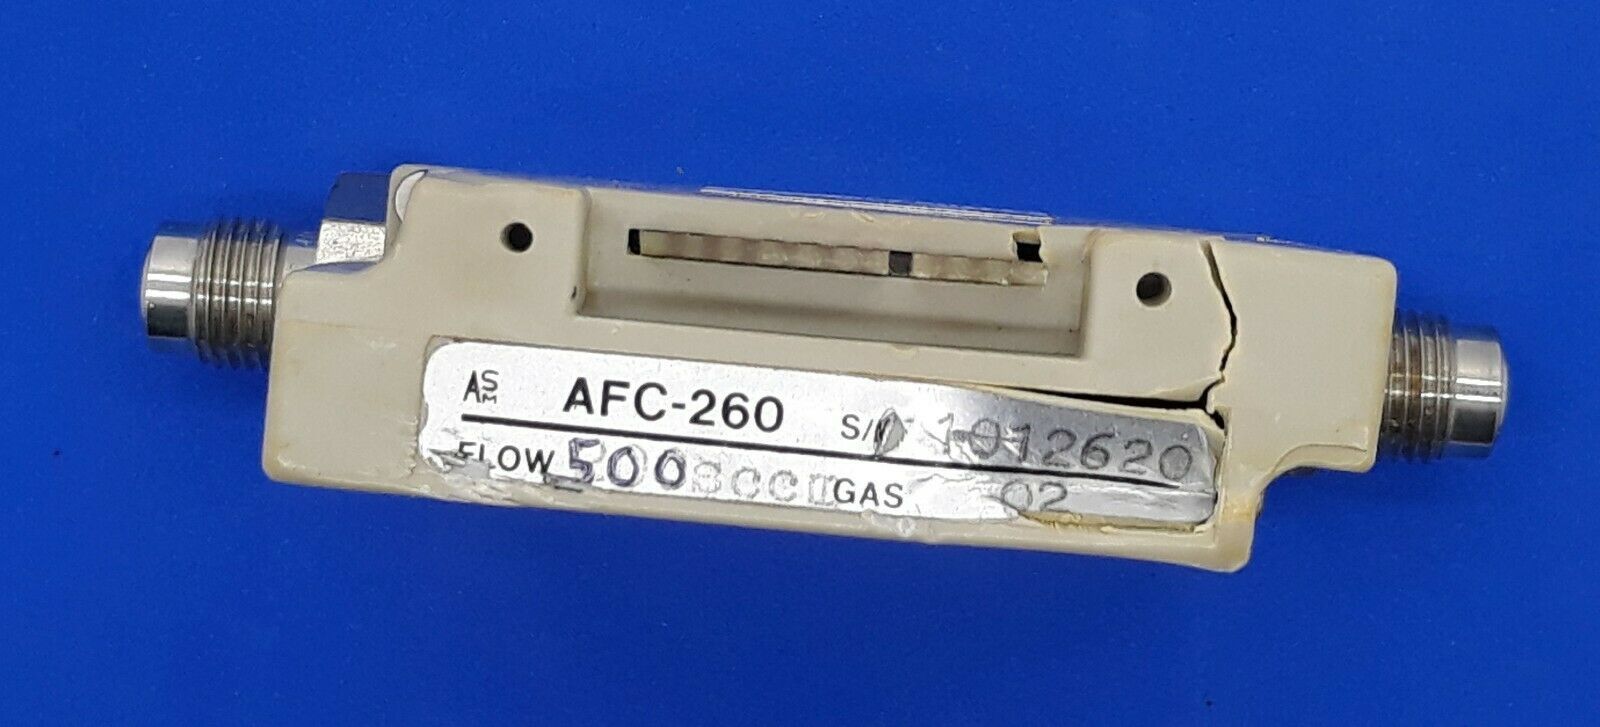 ASM AFC-260 S/ 1012620
FLOW 500 SCCM GAS O2